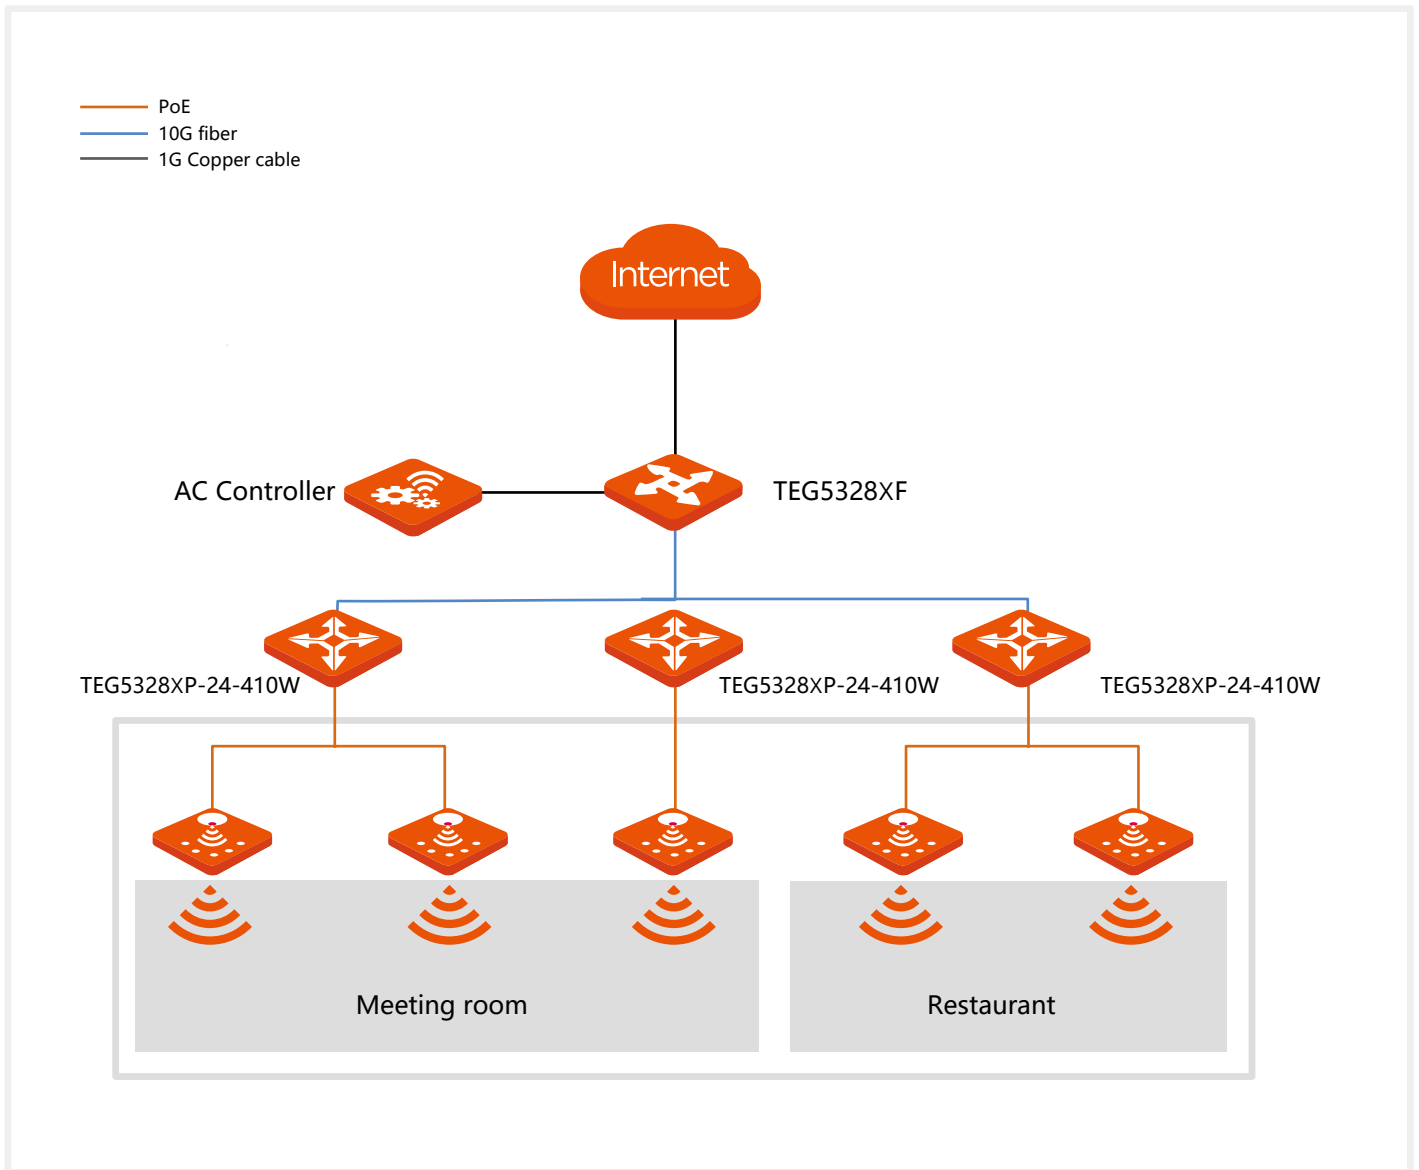 PoE
10G fiber
1G Copper cable
Internet
AC Controller
TEG5328XF
TEG5328XP-24-410W
TEG5328XP-24-410W
TEG5328XP-24-410W
Meeting room
Restaurant